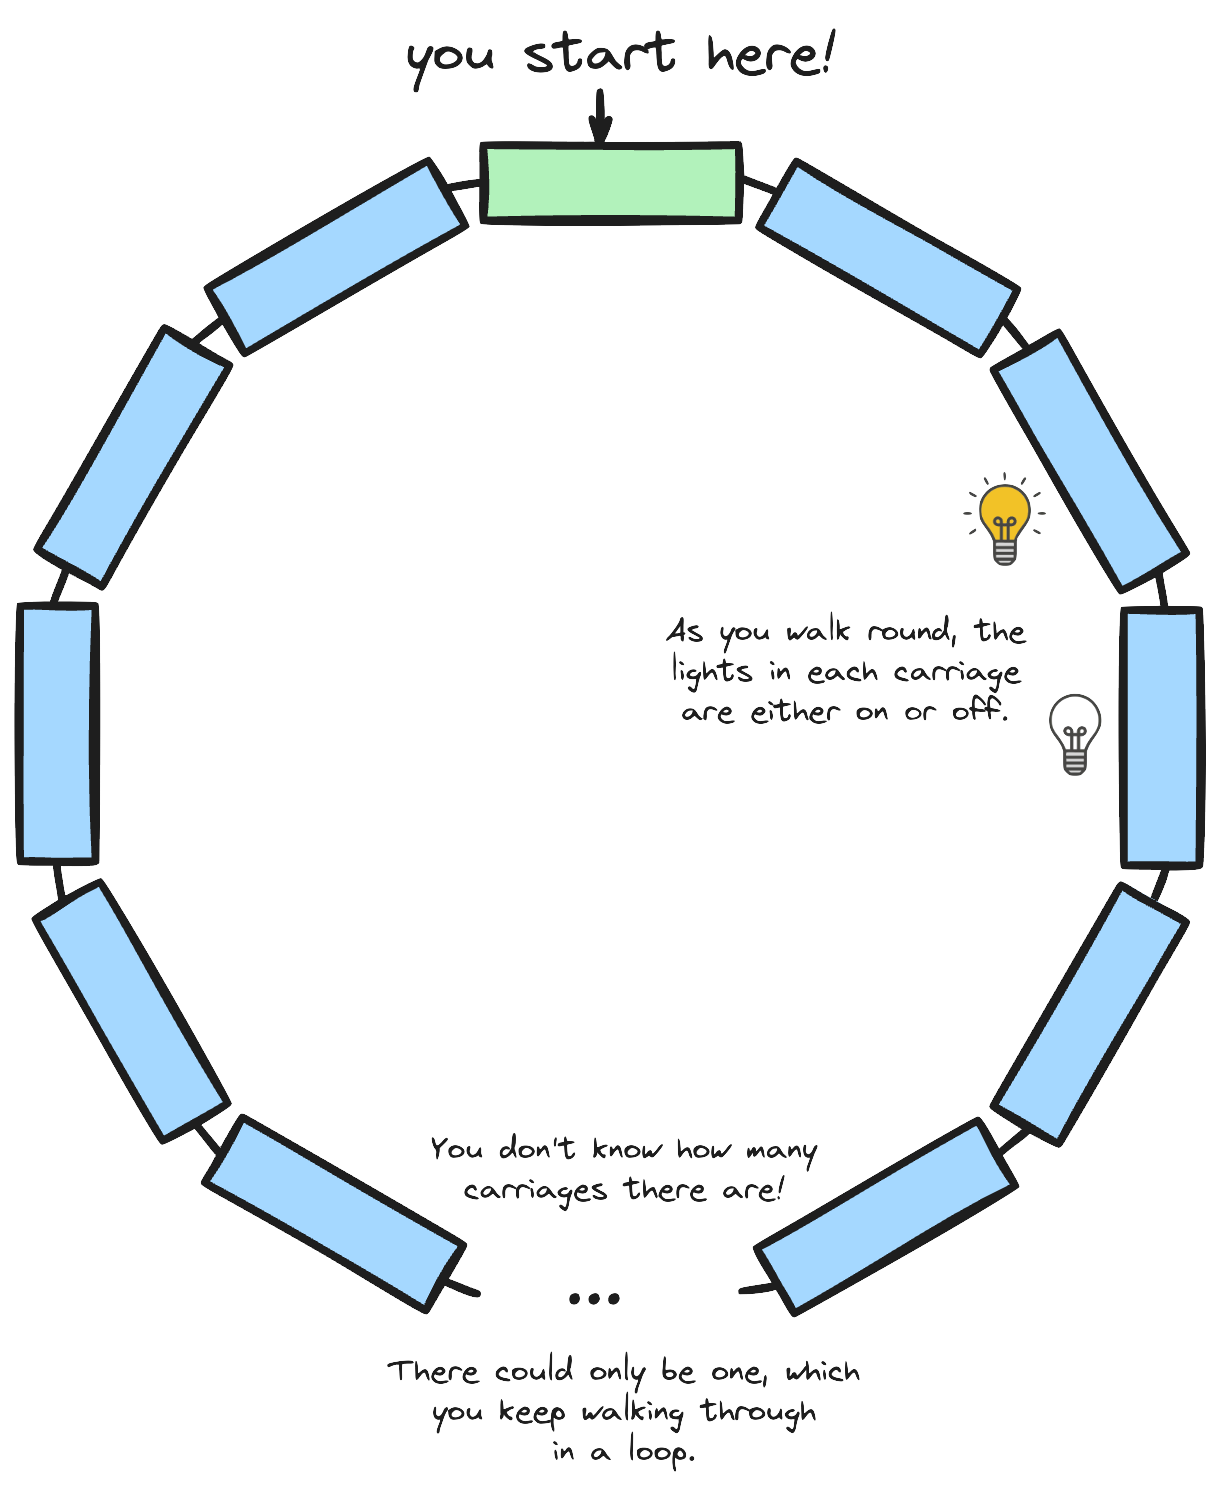 you start here!
As you walk round, the
lights in each carriage
are either on or off.
You don't know how many
carriages there are!
...
There could only be one, which
you keep walking through
in a loop.